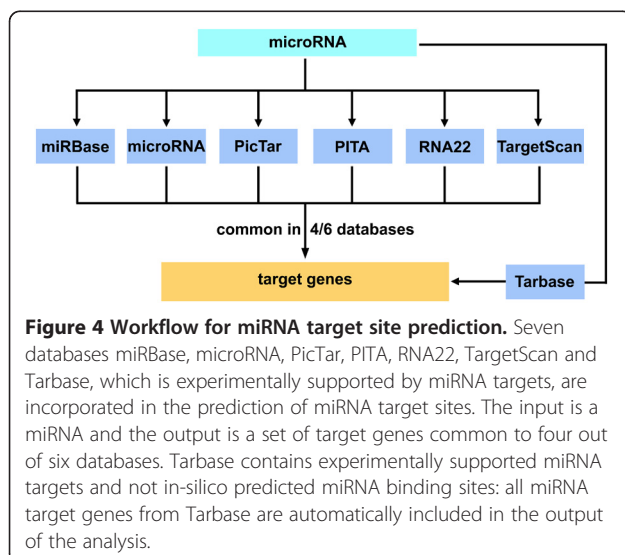 microRNA
miRBase microRNA PicTar PITA RNA22 TargetScan
common in 4/6 databases
target genes
Tarbase
Figure 4 Workflow for miRNA target site prediction. Seven
databases miRBase, microRNA, PicTar, PITA, RNA22, TargetScan and
Tarbase, which is experimentally supported by miRNA targets, are
incorporated in the prediction of miRNA target sites. The input is a
miRNA and the output is a set of target genes common to four out
of six databases. Tarbase contains experimentally supported miRNA
targets and not in-silico predicted miRNA binding sites: all miRNA
target genes from Tarbase are automatically included in the output
of the analysis.